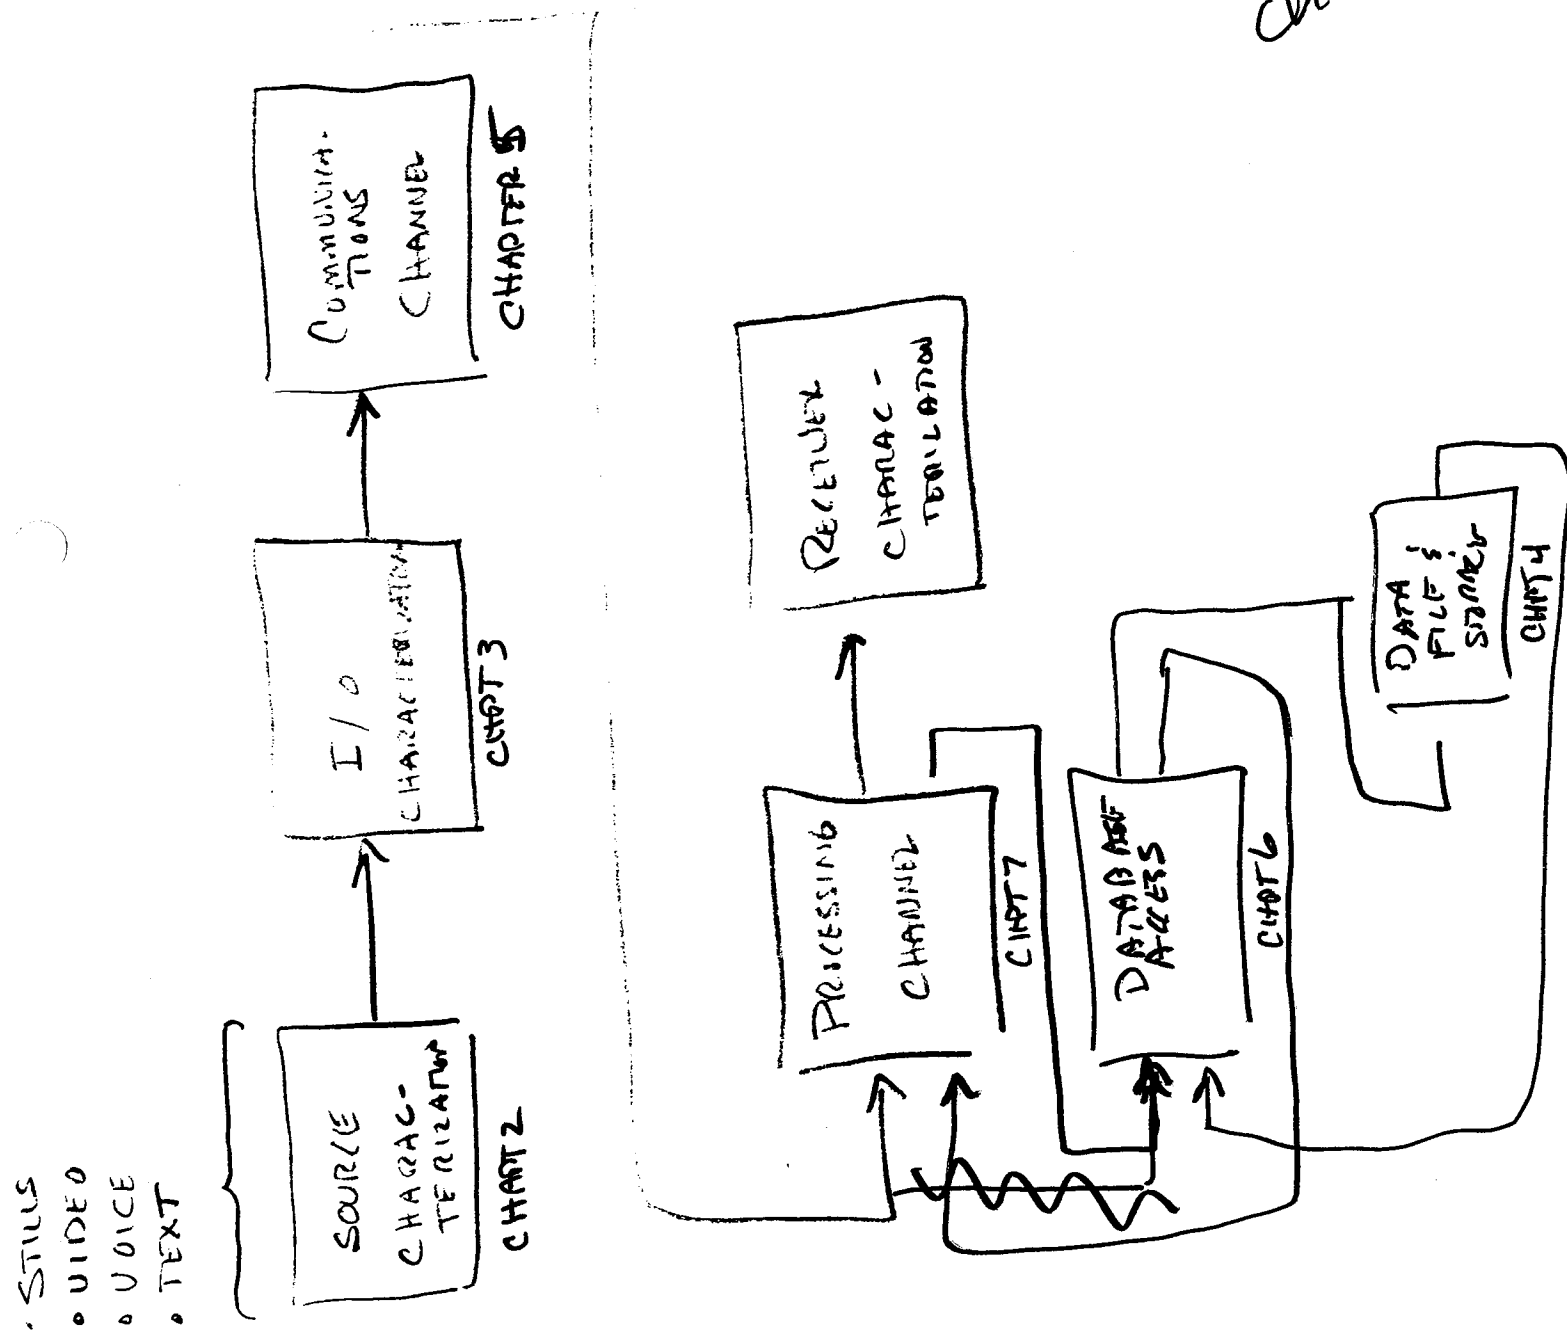 • STILLS
• VIDEO
• VOICE
• TEXT
SOURCE
CHARAC-
TERIZATION
CHAPT 2
I/O
CHARACTERIZATION
CHAPT 3
COMMUNICA-
TIONS
CHANNEL
CHAPTER 5
PROCESSING
CHANNEL
CHAPT 7
RECEIVER
CHARAC-
TERIZATION
DATABASE
ACCESS
CHAPT 6
DATA
FILE &
STORAGE
CHAPT 4